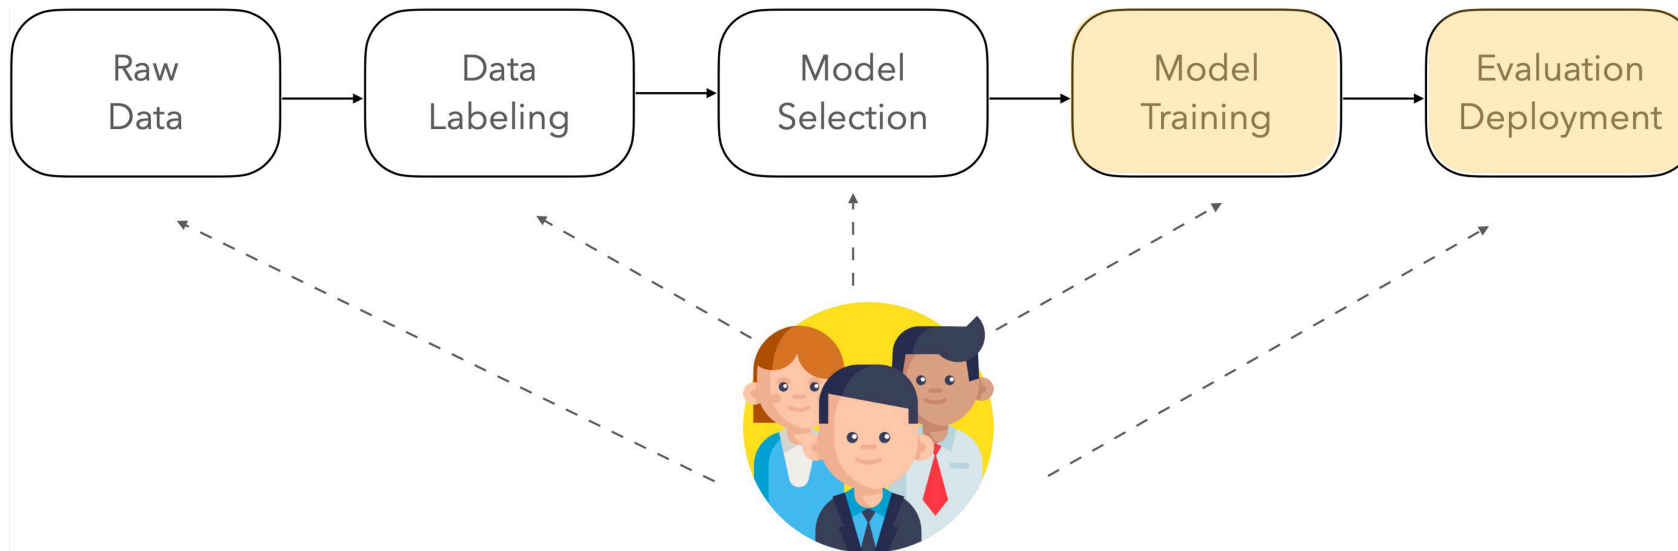 Raw
Data
Data
Labeling
Model
Selection
Model
Training
Evaluation
Deployment